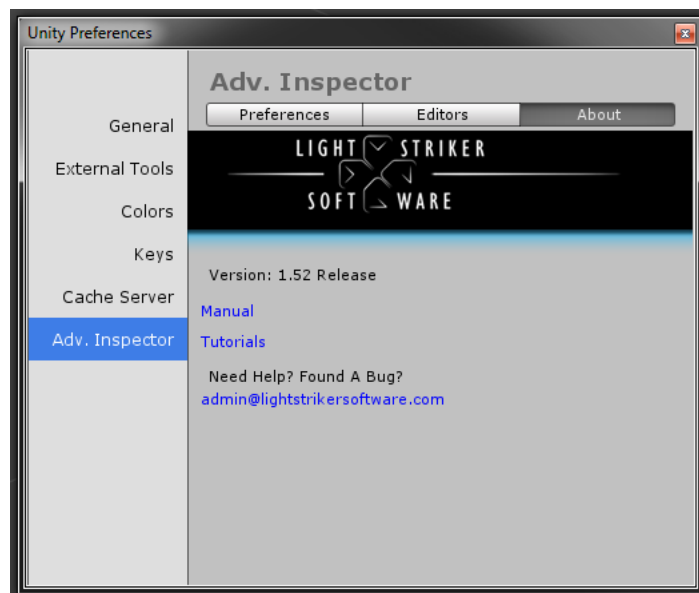 Unity Preferences
Adv. Inspector
Preferences Editors About
General
External Tools
Colors
Keys
Cache Server
Adv. Inspector
LIGHT STRIKER
SOFT WARE
Version: 1.52 Release
Manual
Tutorials
Need Help? Found A Bug?
admin@lightstrikersoftware.com